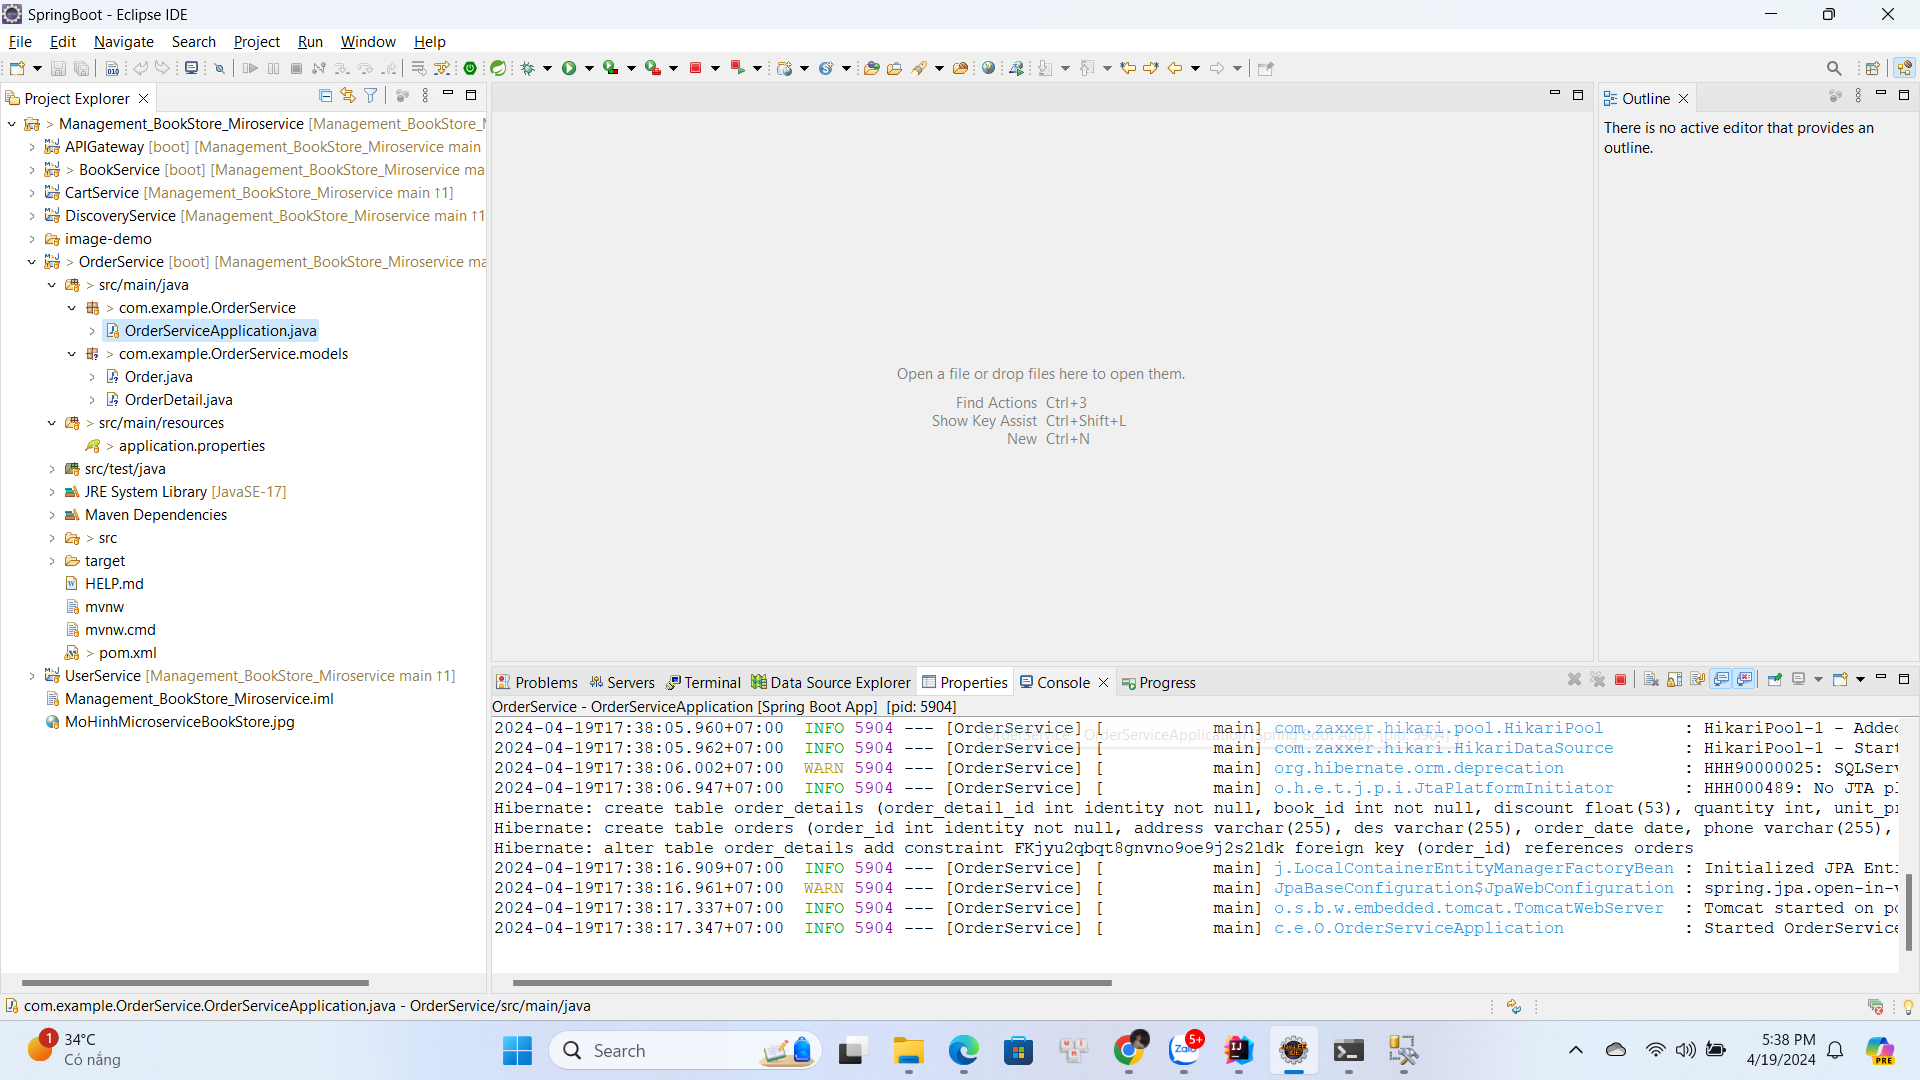 SpringBoot - Eclipse IDE
File Edit Navigate Search Project Run Window Help
Project Explorer
> Management_BookStore_Miroservice [Management_BookStore_M
APIGateway [boot] [Management_BookStore_Miroservice main
> BookService [boot] [Management_BookStore_Miroservice ma
CartService [Management_BookStore_Miroservice main ↑1]
DiscoveryService [Management_BookStore_Miroservice main ↑1
image-demo
> OrderService [boot] [Management_BookStore_Miroservice ma
> src/main/java
> com.example.OrderService
OrderServiceApplication.java
> com.example.OrderService.models
Order.java
OrderDetail.java
> src/main/resources
> application.properties
src/test/java
JRE System Library [JavaSE-17]
Maven Dependencies
> src
target
HELP.md
mvnw
mvnw.cmd
> pom.xml
UserService [Management_BookStore_Miroservice main ↑1]
Management_BookStore_Miroservice.iml
MoHinhMicroserviceBookStore.jpg
Open a file or drop files here to open them.
Find Actions Ctrl+3
Show Key Assist Ctrl+Shift+L
New Ctrl+N
Outline
There is no active editor that provides an
outline.
Problems Servers Terminal Data Source Explorer Properties Console Progress
OrderService - OrderServiceApplication [Spring Boot App] [pid: 5904]
2024-04-19T17:38:05.960+07:00 INFO 5904 --- [OrderService] [ main] com.zaxxer.hikari.pool.HikariPool : HikariPool-1 - Added
2024-04-19T17:38:05.962+07:00 INFO 5904 --- [OrderService] [ main] com.zaxxer.hikari.HikariDataSource : HikariPool-1 - Start
2024-04-19T17:38:06.002+07:00 WARN 5904 --- [OrderService] [ main] org.hibernate.orm.deprecation : HHH90000025: SQLServ
2024-04-19T17:38:06.947+07:00 INFO 5904 --- [OrderService] [ main] o.h.e.t.j.p.i.JtaPlatformInitiator : HHH000489: No JTA pl
Hibernate: create table order_details (order_detail_id int identity not null, book_id int not null, discount float(53), quantity int, unit_pr
Hibernate: create table orders (order_id int identity not null, address varchar(255), des varchar(255), order_date date, phone varchar(255),
Hibernate: alter table order_details add constraint FKjyu2qbqt8gnvno9oe9j2s2ldk foreign key (order_id) references orders
2024-04-19T17:38:16.909+07:00 INFO 5904 --- [OrderService] [ main] j.LocalContainerEntityManagerFactoryBean : Initialized JPA Enti
2024-04-19T17:38:16.961+07:00 WARN 5904 --- [OrderService] [ main] JpaBaseConfiguration$JpaWebConfiguration : spring.jpa.open-in-v
2024-04-19T17:38:17.337+07:00 INFO 5904 --- [OrderService] [ main] o.s.b.w.embedded.tomcat.TomcatWebServer : Tomcat started on po
2024-04-19T17:38:17.347+07:00 INFO 5904 --- [OrderService] [ main] c.e.O.OrderServiceApplication : Started OrderService
com.example.OrderService.OrderServiceApplication.java - OrderService/src/main/java
1
34°C
Có nắng
Search
Zalo
5+
5:38 PM
4/19/2024
PRE